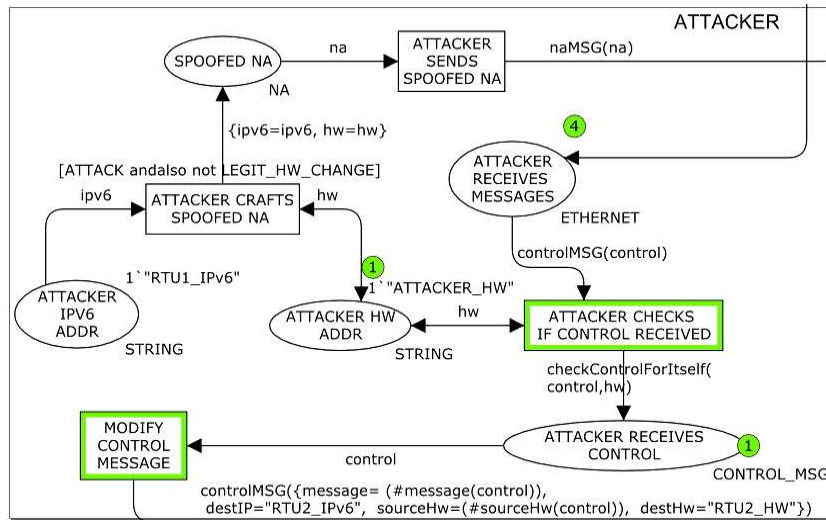 ATTACKER
SPOOFED NA
NA
na
ATTACKER
SENDS
SPOOFED NA
naMSG(na)
{ipv6=ipv6, hw=hw}
4
ATTACKER
RECEIVES
MESSAGES
ETHERNET
[ATTACK andalso not LEGIT_HW_CHANGE]
ipv6
ATTACKER CRAFTS
SPOOFED NA
hw
controlMSG(control)
1`"RTU1_IPv6"
ATTACKER
IPV6
ADDR
STRING
1
1`"ATTACKER_HW"
ATTACKER HW
ADDR
STRING
hw
ATTACKER CHECKS
IF CONTROL RECEIVED
checkControlForItself(
control,hw)
MODIFY
CONTROL
MESSAGE
control
ATTACKER RECEIVES
CONTROL
1
CONTROL_MSG
controlMSG({message= (#message(control)),
destIP="RTU2_IPv6", sourceHw=(#sourceHw(control)), destHw="RTU2_HW"})